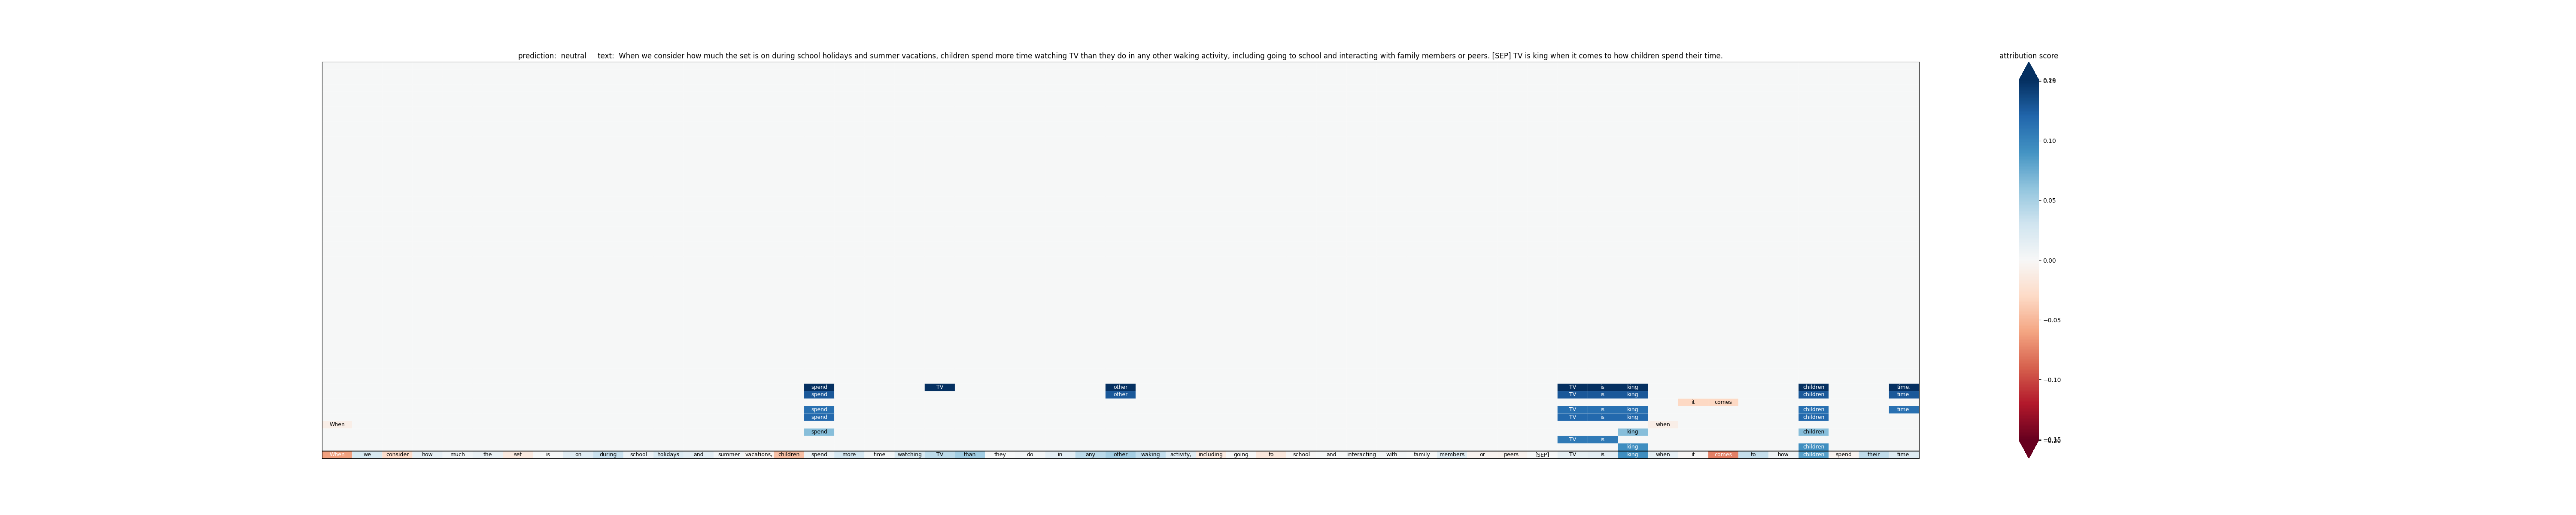 prediction:  neutral     text:  When we consider how much the set is on during school holidays and summer vacations, children spend more time watching TV than they do in any other waking activity, including going to school and interacting with family members or peers. [SEP] TV is king when it comes to how children spend their time.
attribution score
0.10
0.05
0.00
−0.05
−0.10
spend TV other TV is king children time.
spend other TV is king children time.
it comes
spend TV is king children time.
spend TV is king children
When when
spend king children
TV is
king children
When we consider how much the set is on during school holidays and summer vacations, children spend more time watching TV than they do in any other waking activity, including going to school and interacting with family members or peers. [SEP] TV is king when it comes to how children spend their time.